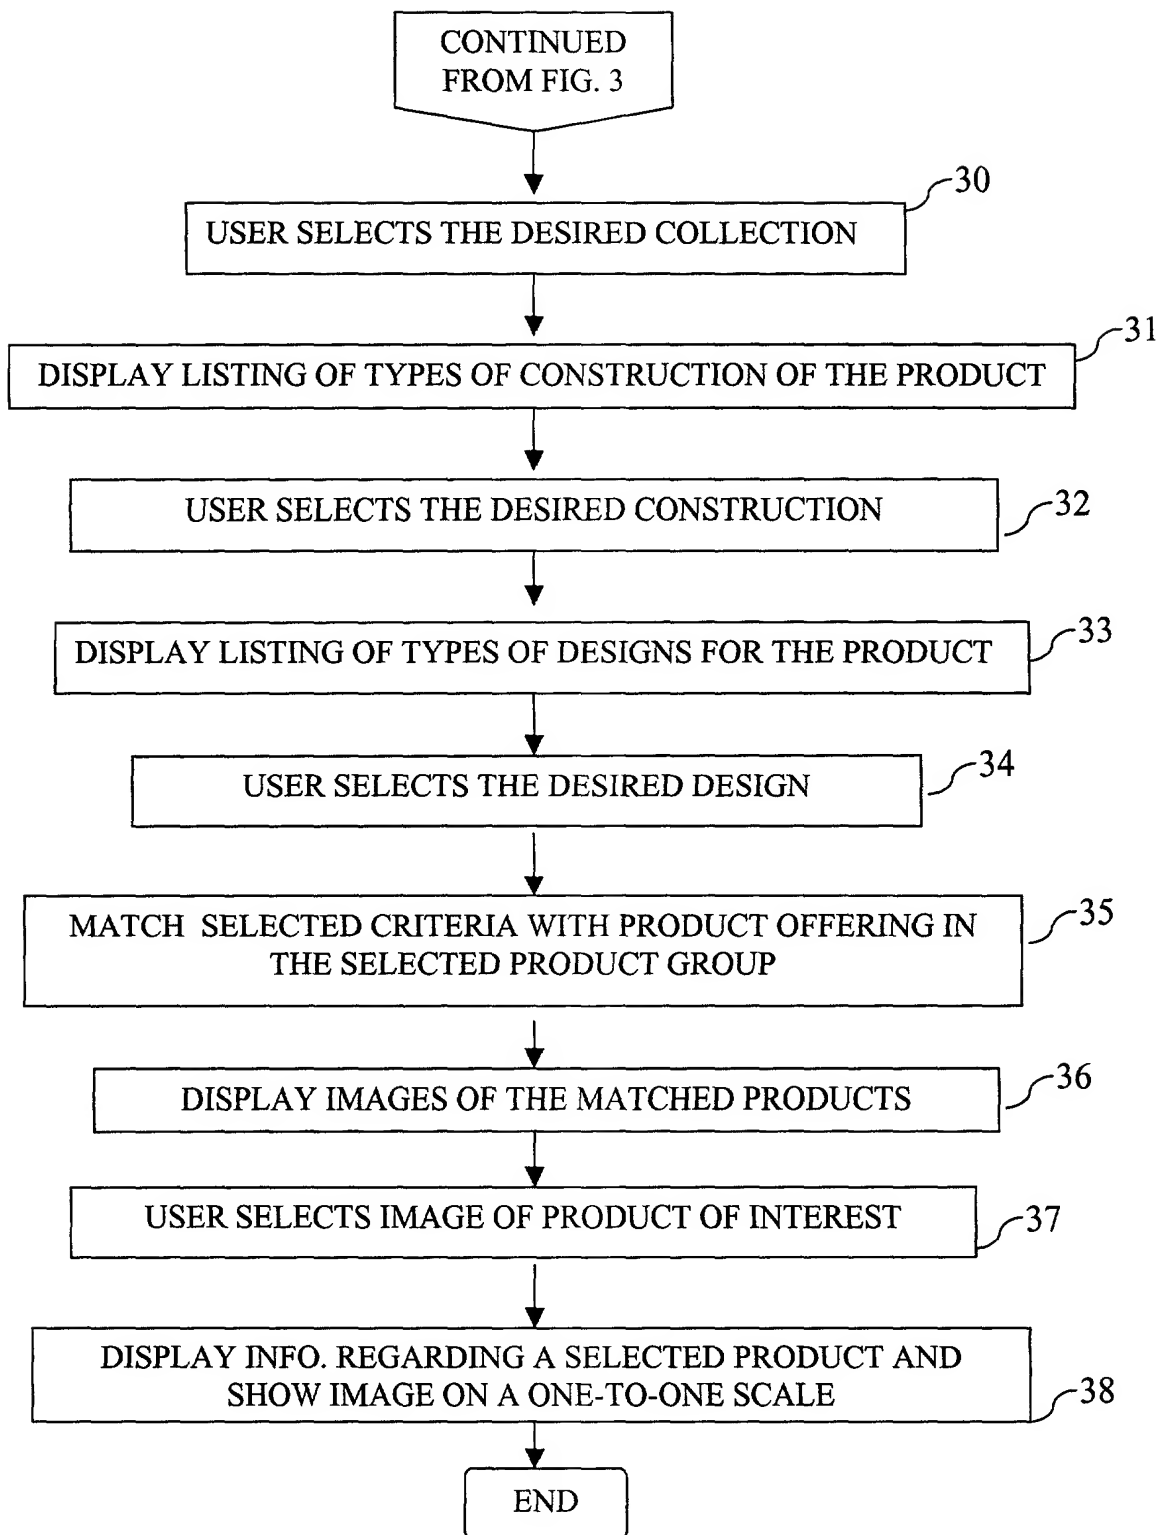 CONTINUED
FROM FIG. 3
30
USER SELECTS THE DESIRED COLLECTION
31
DISPLAY LISTING OF TYPES OF CONSTRUCTION OF THE PRODUCT
USER SELECTS THE DESIRED CONSTRUCTION
32
33
DISPLAY LISTING OF TYPES OF DESIGNS FOR THE PRODUCT
34
USER SELECTS THE DESIRED DESIGN
35
MATCH SELECTED CRITERIA WITH PRODUCT OFFERING IN
THE SELECTED PRODUCT GROUP
36
DISPLAY IMAGES OF THE MATCHED PRODUCTS
USER SELECTS IMAGE OF PRODUCT OF INTEREST
37
DISPLAY INFO. REGARDING A SELECTED PRODUCT AND
SHOW IMAGE ON A ONE-TO-ONE SCALE
38
END